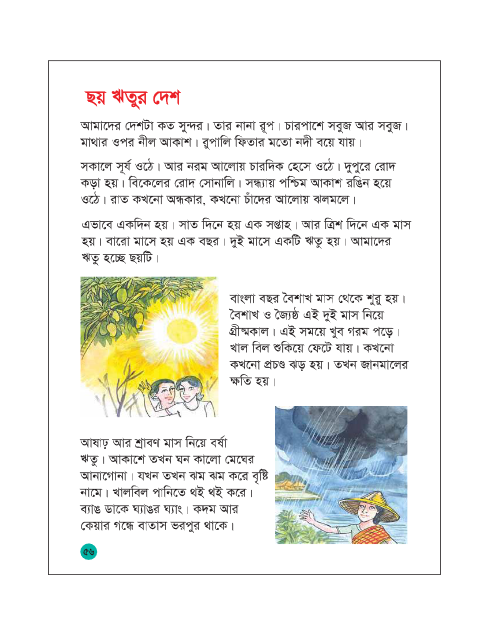 ছয় ঋতুর দেশ
আমাদের দেশটা কত সুন্দর। তার নানা রূপ। চারপাশে সবুজ আর সবুজ।
মাথার ওপর নীল আকাশ। রুপালি ফিতার মতো নদী বয়ে যায়।
সকালে সূর্য ওঠে। আর নরম আলোয় চারদিক হেসে ওঠে। দুপুরে রোদ
কড়া হয়। বিকেলের রোদ সোনালি। সন্ধ্যায় পশ্চিম আকাশ রঙিন হয়ে
ওঠে। রাত কখনো অন্ধকার, কখনো চাঁদের আলোয় ঝলমলে।
এভাবে একদিন হয়। সাত দিনে হয় এক সপ্তাহ। আর ত্রিশ দিনে এক মাস
হয়। বারো মাসে হয় এক বছর। দুই মাসে একটি ঋতু হয়। আমাদের
ঋতু হচ্ছে ছয়টি।
বাংলা বছর বৈশাখ মাস থেকে শুরু হয়।
বৈশাখ ও জ্যৈষ্ঠ এই দুই মাস নিয়ে
গ্রীষ্মকাল। এই সময়ে খুব গরম পড়ে।
খাল বিল শুকিয়ে ফেটে যায়। কখনো
কখনো প্রচণ্ড ঝড় হয়। তখন জানমালের
ক্ষতি হয়।
আষাঢ় আর শ্রাবণ মাস নিয়ে বর্ষা
ঋতু। আকাশে তখন ঘন কালো মেঘের
আনাগোনা। যখন তখন ঝম ঝম করে বৃষ্টি
নামে। খালবিল পানিতে থই থই করে।
ব্যাঙ ডাকে ঘ্যাঙর ঘ্যাং। কদম আর
কেয়ার গন্ধে বাতাস ভরপুর থাকে।
৫৬